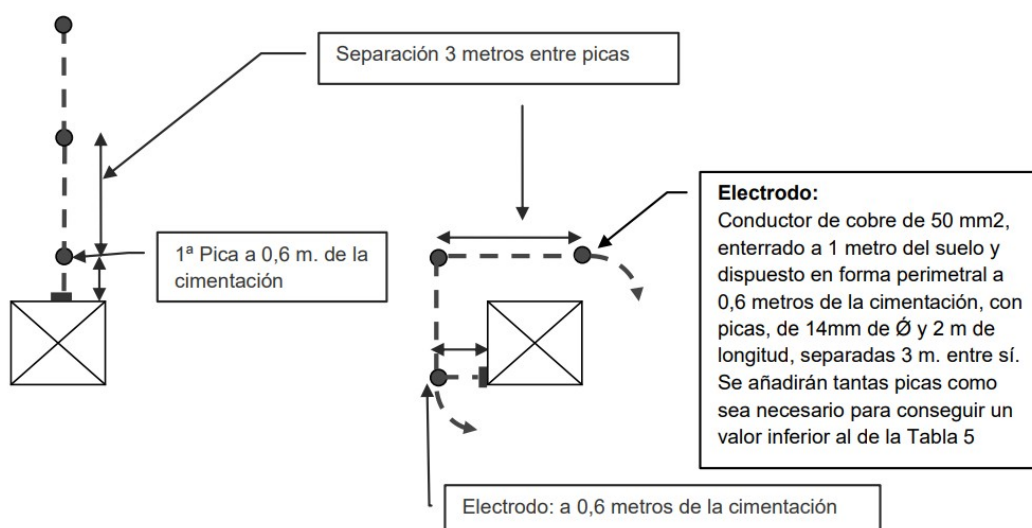 Separación 3 metros entre picas
1ª Pica a 0,6 m. de la
cimentación
Electrodo:
Conductor de cobre de 50 mm2,
enterrado a 1 metro del suelo y
dispuesto en forma perimetral a
0,6 metros de la cimentación, con
picas, de 14mm de Ǿ y 2 m de
longitud, separadas 3 m. entre sí.
Se añadirán tantas picas como
sea necesario para conseguir un
valor inferior al de la Tabla 5
Electrodo: a 0,6 metros de la cimentación